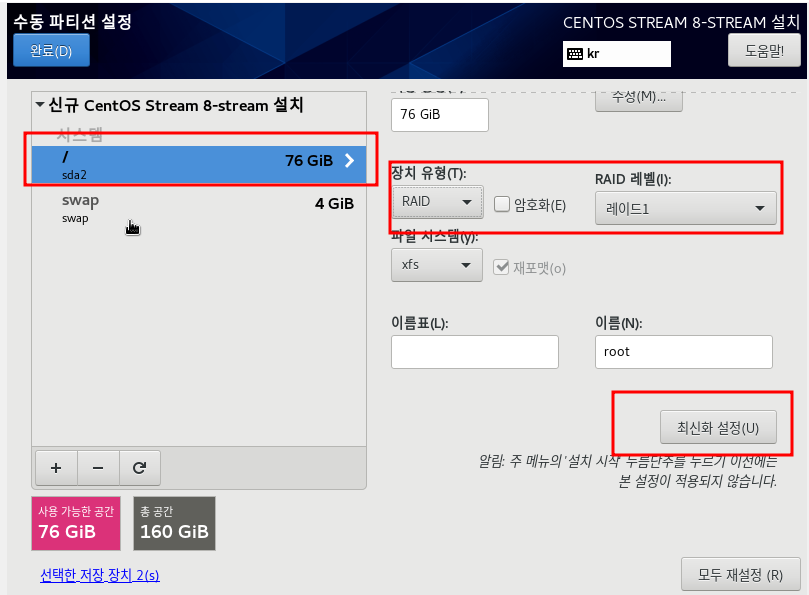 수동 파티션 설정
CENTOS STREAM 8-STREAM 설치
완료(D)
kr
도움말!
신규 CentOS Stream 8-stream 설치
시스템
/
76 GiB
sda2
swap
4 GiB
swap
수정(M)...
76 GiB
장치 유형(T):
RAID 레벨(I):
RAID
암호화(E)
레이드1
파일 시스템(y):
xfs
재포맷(o)
이름표(L):
이름(N):
root
최신화 설정(U)
알림: 주 메뉴의 '설치 시작' 누름단추를 누르기 이전에는
본 설정이 적용되지 않습니다.
사용 가능한 공간
76 GiB
총 공간
160 GiB
선택한 저장 장치 2(s)
모두 재설정 (R)